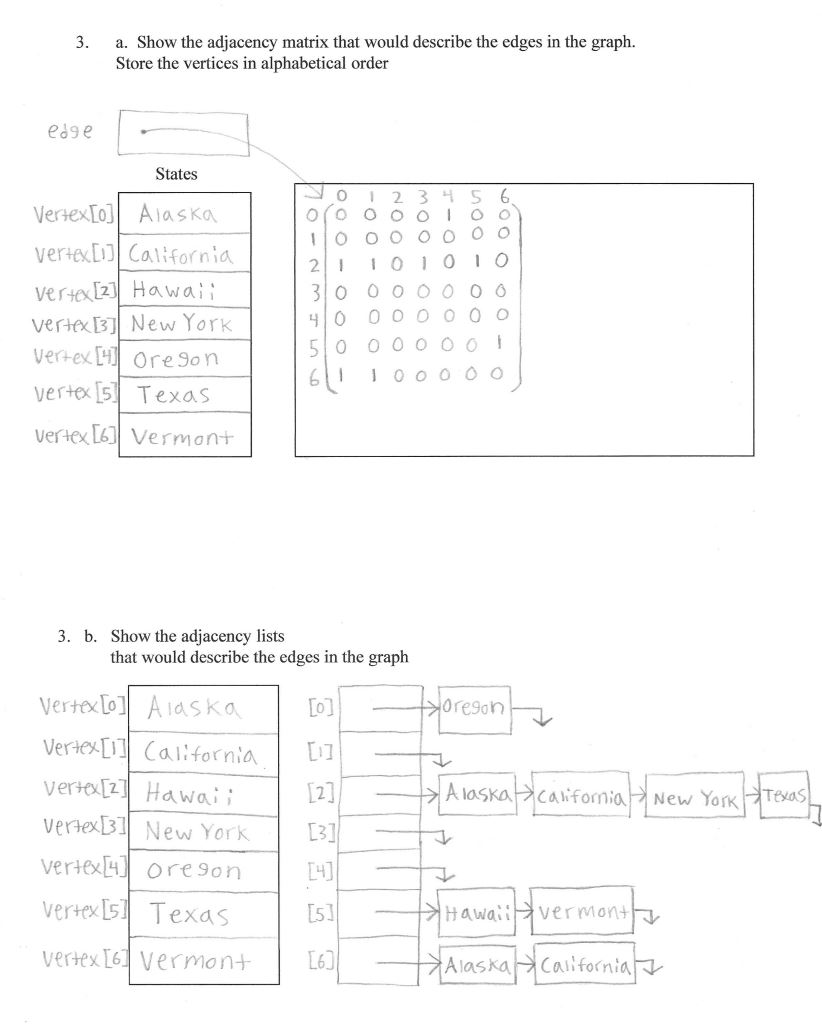 3. a. Show the adjacency matrix that would describe the edges in the graph.
Store the vertices in alphabetical order
edge
States
0 1 2 3 4 5 6
Vertex[0] Alaska
0 0 0 0 0 1 0 0
vertex[1] California
1 0 0 0 0 0 0 0
vertex[2] Hawaii
2 1 1 0 1 0 1 0
vertex[3] New York
3 0 0 0 0 0 0 0
vertex[4] Oregon
4 0 0 0 0 0 0 0
vertex[5] Texas
5 0 0 0 0 0 0 1
vertex[6] Vermont
6 1 1 0 0 0 0 0
3. b. Show the adjacency lists
that would describe the edges in the graph
Vertex[0] Alaska [0] Oregon
Vertex[1] California [1]
vertex[2] Hawaii [2] Alaska California New York Texas
vertex[3] New York [3]
vertex[4] Oregon [4]
vertex[5] Texas [5] Hawaii vermont
vertex[6] Vermont [6] Alaska California